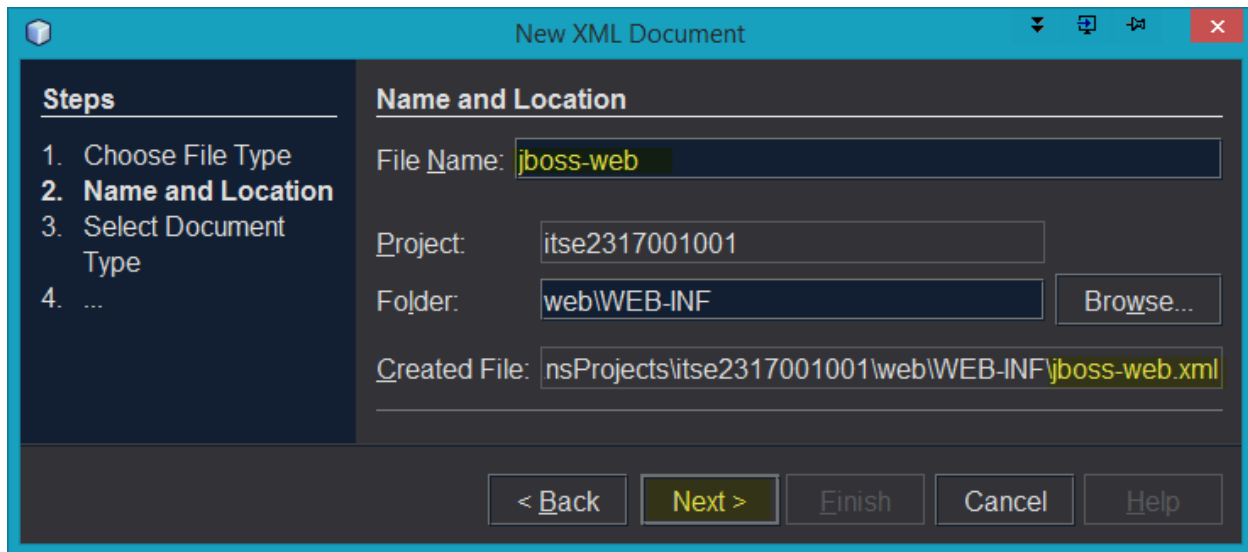 New XML Document
Steps
1. Choose File Type
2. Name and Location
3. Select Document
Type
4. ...
Name and Location
File Name: jboss-web
Project: itse2317001001
Folder: web\WEB-INF Browse...
Created File: nsProjects\itse2317001001\web\WEB-INF\jboss-web.xml
< Back Next > Finish Cancel Help